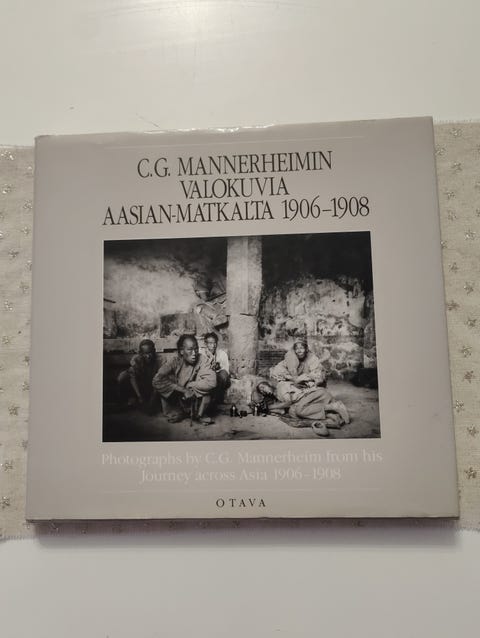 C.G. MANNERHEIMIN
VALOKUVIA
AASIAN-MATKALTA 1906–1908
Photographs by C.G. Mannerheim from his
Journey across Asia 1906–1908
OTAVA